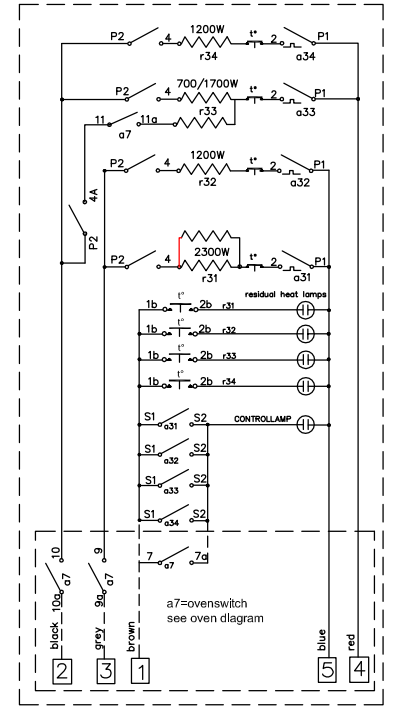 1200W
P2 4 t° 2 P1
r34 a34
700/1700W
P2 4 t° 2 P1
r33 a33
11 11a
a7
1200W
P2 4 t° 2 P1
r32 a32
4A
P2
2300W
P2 4 t° 2 P1
r31 a31
residual heat lamps
t°
1b 2b r31
t°
1b 2b r32
t°
1b 2b r33
t°
1b 2b r34
S1 S2 CONTROLLAMP
a31
S1 S2
a32
S1 S2
a33
S1 S2
a34
10 9 7 7a
a7 a7 a7
10a 9a
a7=ovenswitch
see oven diagram
black grey brown blue red
2 3 1 5 4